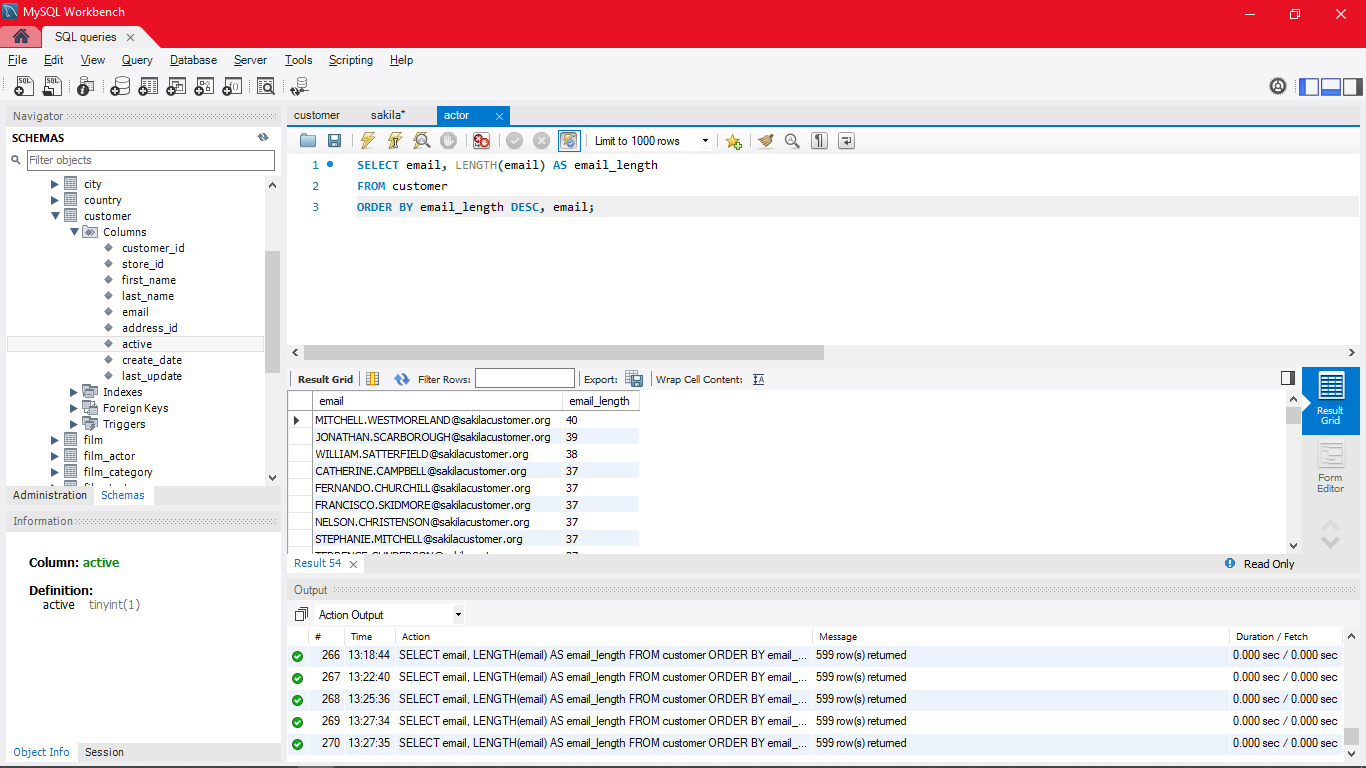 MySQL Workbench
SQL queries
File Edit View Query Database Server Tools Scripting Help
Navigator
SCHEMAS
Filter objects
city
country
customer
Columns
customer_id
store_id
first_name
last_name
email
address_id
active
create_date
last_update
Indexes
Foreign Keys
Triggers
film
film_actor
film_category
Administration Schemas
Information
Column: active
Definition:
active tinyint(1)
Object Info Session
customer sakila* actor
Limit to 1000 rows
1 SELECT email, LENGTH(email) AS email_length
2 FROM customer
3 ORDER BY email_length DESC, email;
Result Grid Filter Rows: Export: Wrap Cell Content:
email email_length
MITCHELL.WESTMORELAND@sakilacustomer.org 40
JONATHAN.SCARBOROUGH@sakilacustomer.org 39
WILLIAM.SATTERFIELD@sakilacustomer.org 38
CATHERINE.CAMPBELL@sakilacustomer.org 37
FERNANDO.CHURCHILL@sakilacustomer.org 37
FRANCISCO.SKIDMORE@sakilacustomer.org 37
NELSON.CHRISTENSON@sakilacustomer.org 37
STEPHANIE.MITCHELL@sakilacustomer.org 37
TERRENCE.GUNDERSON@sakilacustomer.org 37
Result
Grid
Form
Editor
Result 54 Read Only
Output
Action Output
# Time Action Message Duration / Fetch
266 13:18:44 SELECT email, LENGTH(email) AS email_length FROM customer ORDER BY email_... 599 row(s) returned 0.000 sec / 0.000 sec
267 13:22:40 SELECT email, LENGTH(email) AS email_length FROM customer ORDER BY email_... 599 row(s) returned 0.000 sec / 0.000 sec
268 13:25:36 SELECT email, LENGTH(email) AS email_length FROM customer ORDER BY email_... 599 row(s) returned 0.000 sec / 0.000 sec
269 13:27:34 SELECT email, LENGTH(email) AS email_length FROM customer ORDER BY email_... 599 row(s) returned 0.000 sec / 0.000 sec
270 13:27:35 SELECT email, LENGTH(email) AS email_length FROM customer ORDER BY email_... 599 row(s) returned 0.000 sec / 0.000 sec